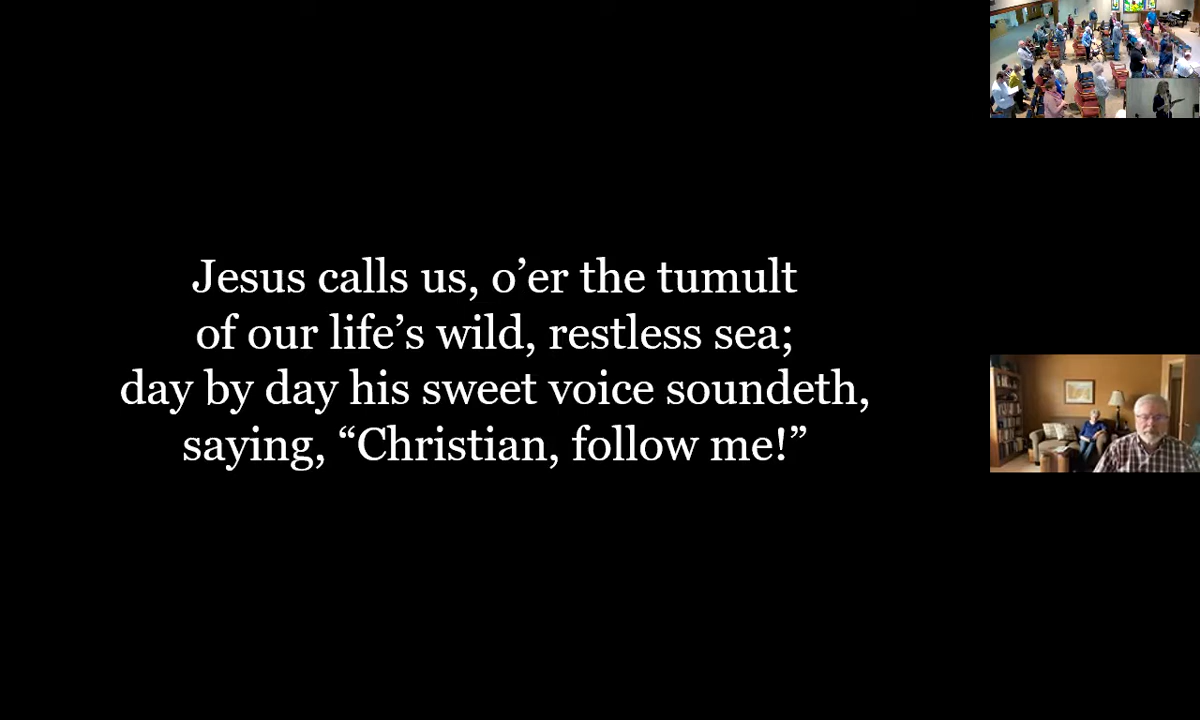 Jesus calls us, o’er the tumult
of our life’s wild, restless sea;
day by day his sweet voice soundeth,
saying, “Christian, follow me!”